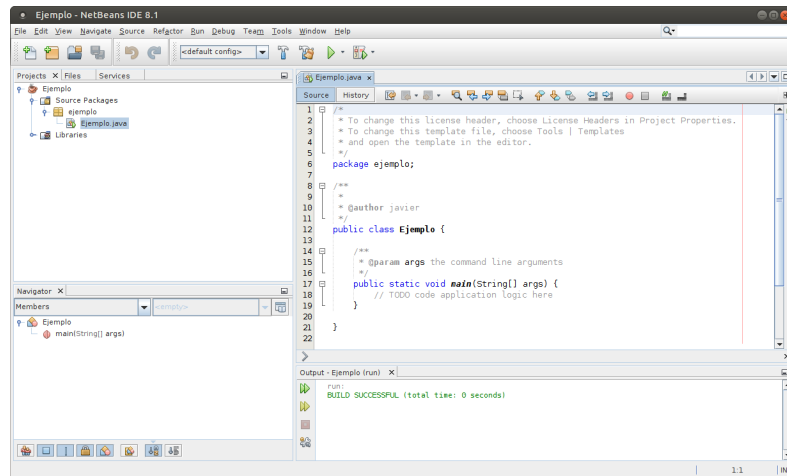 Ejemplo - NetBeans IDE 8.1
File Edit View Navigate Source Refactor Run Debug Team Tools Window Help
<default config>
Projects Files Services
Ejemplo
Source Packages
ejemplo
Ejemplo.java
Libraries
Navigator
Members <empty>
Ejemplo
main(String[] args)
Ejemplo.java
Source History
1 /*
2 * To change this license header, choose License Headers in Project Properties.
3 * To change this template file, choose Tools | Templates
4 * and open the template in the editor.
5 */
6 package ejemplo;
7
8 /**
9 *
10 * @author javier
11 */
12 public class Ejemplo {
13
14 /**
15 * @param args the command line arguments
16 */
17 public static void main(String[] args) {
18 // TODO code application logic here
19 }
20
21 }
22
Output - Ejemplo (run)
run:
BUILD SUCCESSFUL (total time: 0 seconds)
1:1 IN